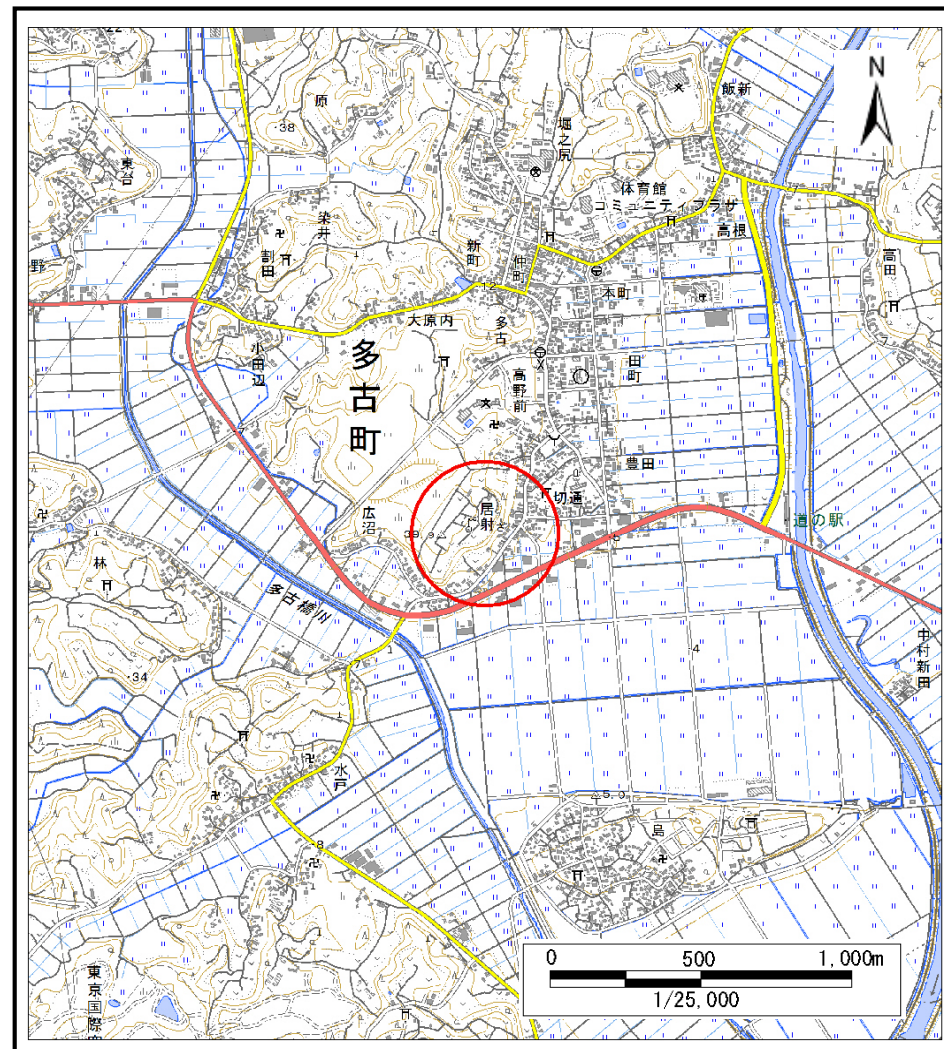 原
飯新
堀之尻
N
38
東台
体育館
コミュニティプラザ
染井
割田
新町
仲町
高根
高田
野
12
本町
大原内
多古
多古町
小田辺
高野前
田町
豊田
切通
居射
広沼
道の駅
林
多古橋川
中村新田
4
34
7
水戸
5.0
島
8
0 500 1,000m
1/25,000
東京国際